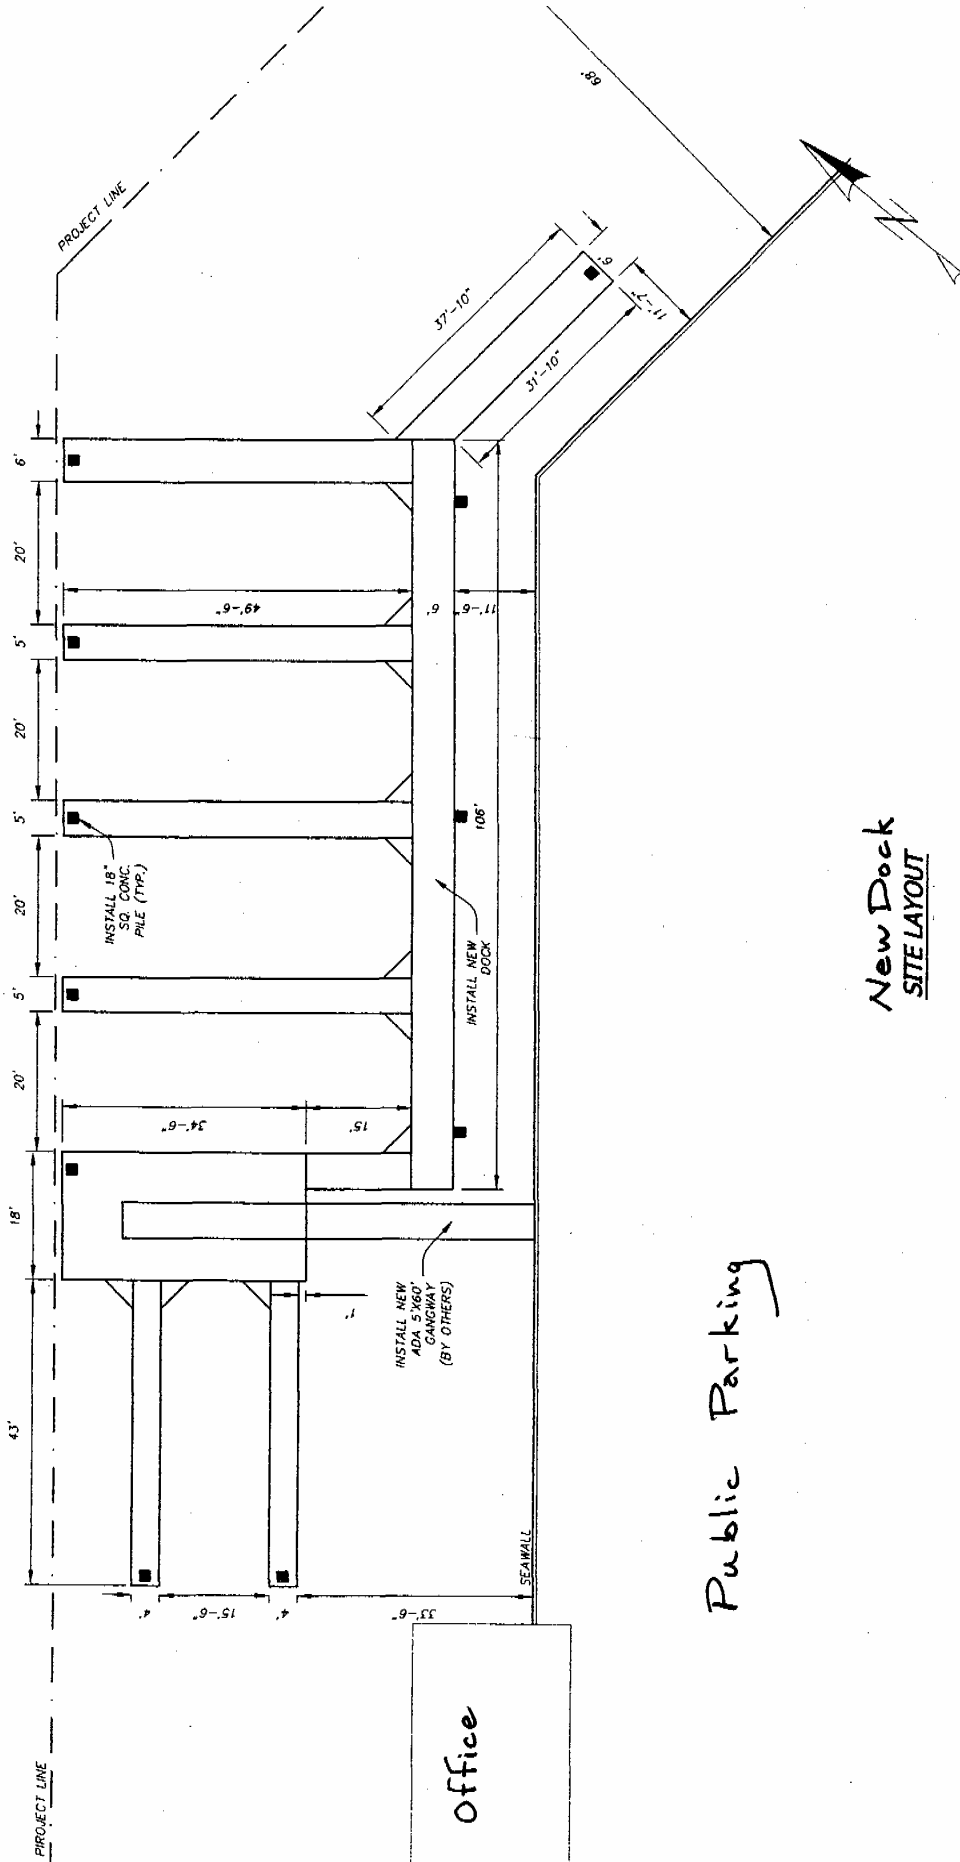 PROJECT LINE
68'
37'-10"
6'
11'-7"
31'-10"
6'
20'
5'
20'
5'
20'
5'
20'
18'
43'
49'-6"
6'
11'-6"
106'
INSTALL 18"
SQ. CONC.
PILE (TYP.)
INSTALL NEW
DOCK
34'-6"
15'
1'
INSTALL NEW
ADA 5'X60'
GANGWAY
(BY OTHERS)
4'
15'-6"
4'
33'-6"
SEAWALL
PIROJECT LINE
Office
Public Parking
New Dock
SITE LAYOUT
N